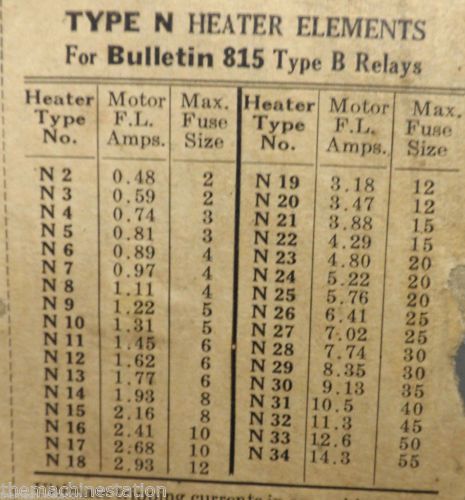 TYPE N HEATER ELEMENTS
For Bulletin 815 Type B Relays
Heater Motor Max. Heater Motor Max.
Type F.L. Fuse Type F.L. Fuse
No. Amps. Size No. Amps. Size
N 2 0.48 2 N 19 3.18 12
N 3 0.59 2 N 20 3.47 12
N 4 0.74 3 N 21 3.88 15
N 5 0.81 3 N 22 4.29 15
N 6 0.89 4 N 23 4.80 20
N 7 0.97 4 N 24 5.22 20
N 8 1.11 4 N 25 5.76 20
N 9 1.22 5 N 26 6.41 25
N 10 1.31 5 N 27 7.02 25
N 11 1.45 6 N 28 7.74 30
N 12 1.62 6 N 29 8.35 30
N 13 1.77 6 N 30 9.13 35
N 14 1.93 8 N 31 10.5 40
N 15 2.16 8 N 32 11.3 45
N 16 2.41 10 N 33 12.6 50
N 17 2.68 10 N 34 14.3 55
N 18 2.93 12
currents in
themachinestation